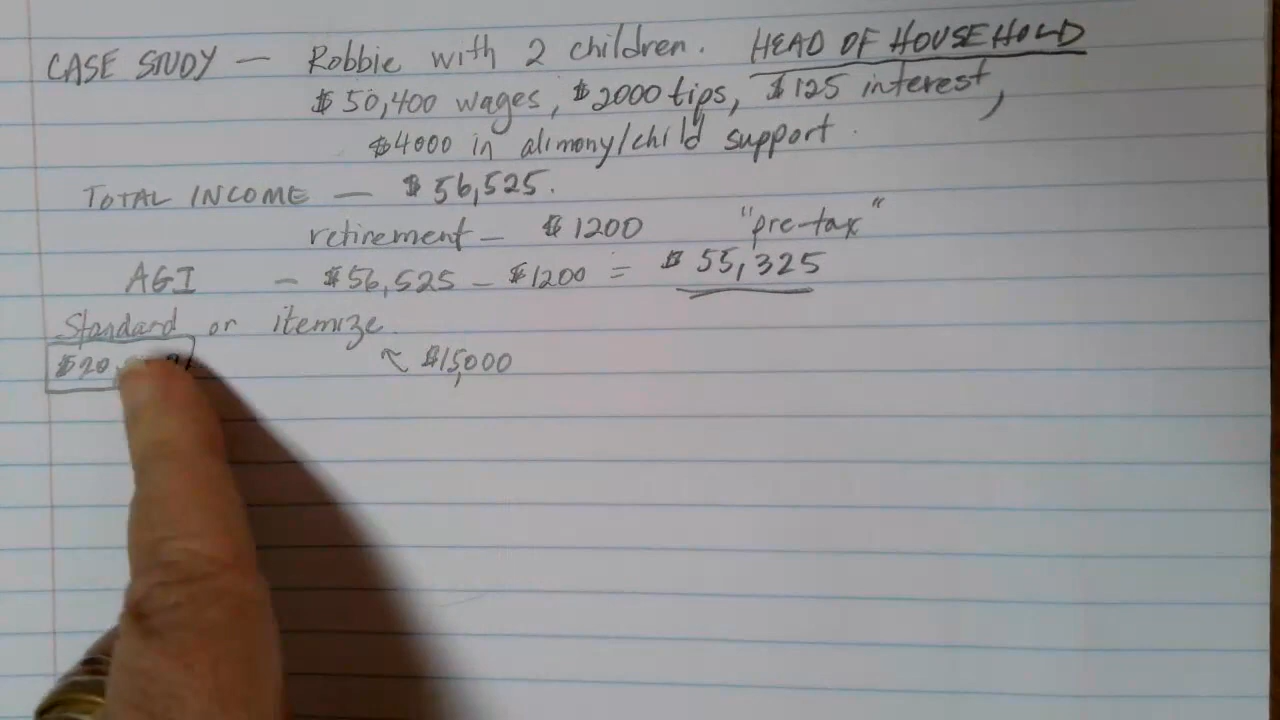 CASE STUDY — Robbie with 2 children. HEAD OF HOUSEHOLD
$50,400 wages, $2000 tips, $125 interest,
$4000 in alimony/child support.
TOTAL INCOME — $56,525.
retirement — $1200 "pre-tax"
AGI — $56,525 — $1200 = $55,325
Standard or itemize.
↖ $15,000